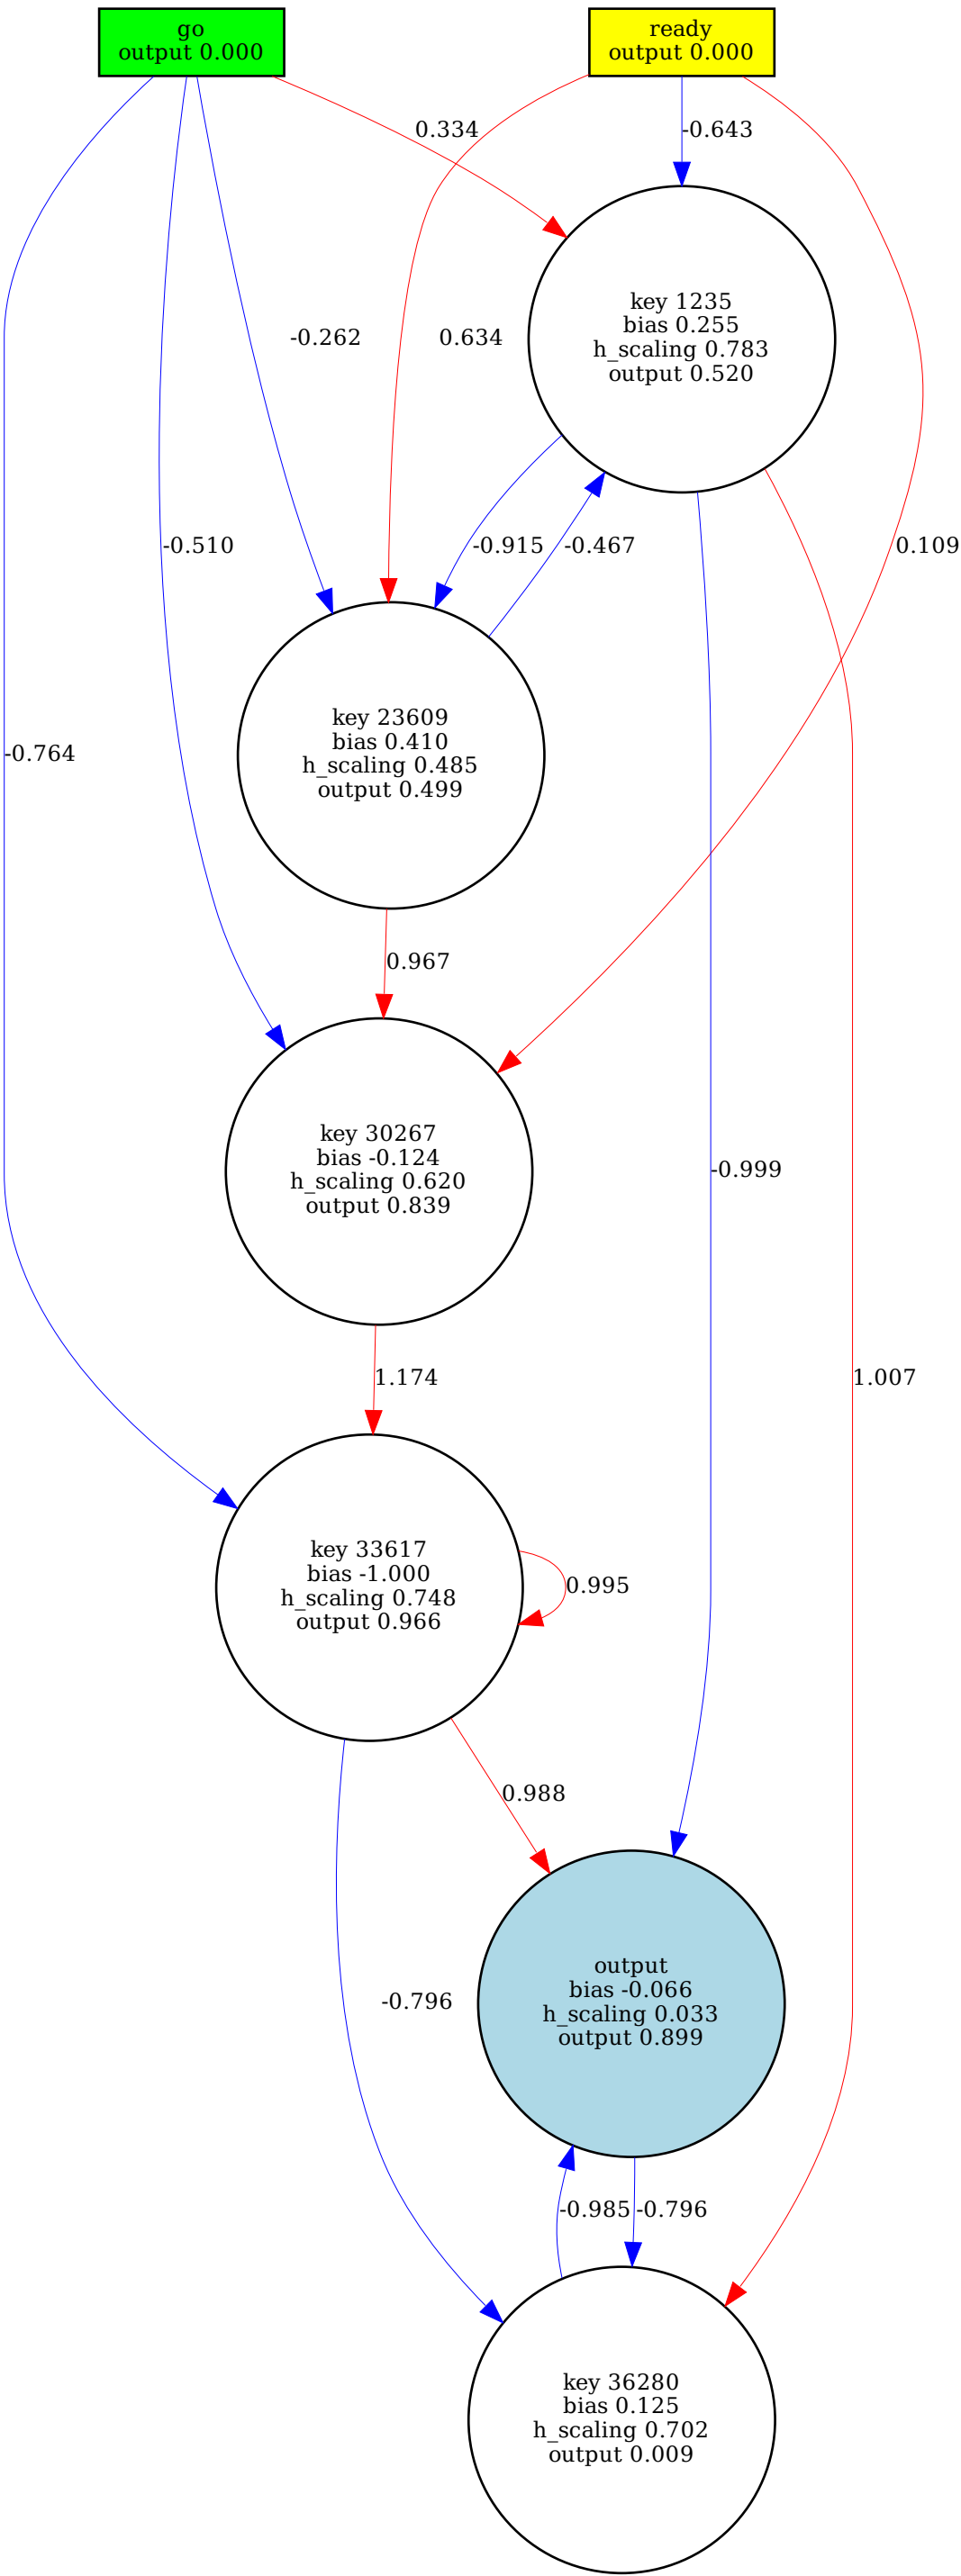 go
output 0.000
ready
output 0.000
0.334
-0.643
key 1235
bias 0.255
h_scaling 0.783
output 0.520
-0.262
0.634
-0.510
-0.915
-0.467
0.109
key 23609
bias 0.410
h_scaling 0.485
output 0.499
-0.764
0.967
key 30267
bias -0.124
h_scaling 0.620
output 0.839
-0.999
1.174
1.007
key 33617
bias -1.000
h_scaling 0.748
output 0.966
0.995
0.988
-0.796
output
bias -0.066
h_scaling 0.033
output 0.899
-0.985
-0.796
key 36280
bias 0.125
h_scaling 0.702
output 0.009